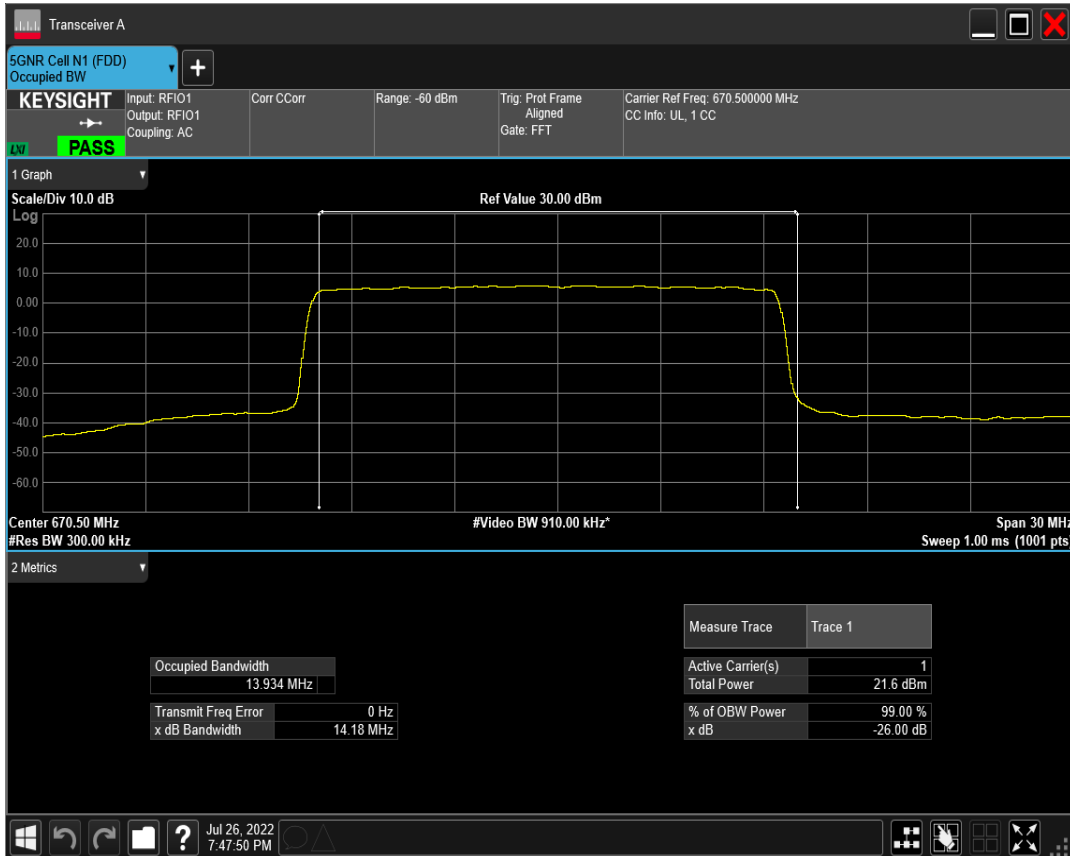 Transceiver A
5GNR Cell N1 (FDD)
Occupied BW
+
KEYSIGHT
LXI
PASS
Input: RFIO1
Output: RFIO1
Coupling: AC
Corr CCorr
Range: -60 dBm
Trig: Prot Frame
Aligned
Gate: FFT
Carrier Ref Freq: 670.500000 MHz
CC Info: UL, 1 CC
1 Graph
Scale/Div 10.0 dB
Ref Value 30.00 dBm
Log
20.0
10.0
0.00
-10.0
-20.0
-30.0
-40.0
-50.0
-60.0
Center 670.50 MHz
#Video BW 910.00 kHz*
Span 30 MHz
#Res BW 300.00 kHz
Sweep 1.00 ms (1001 pts)
2 Metrics
Measure Trace Trace 1
Occupied Bandwidth
13.934 MHz
Transmit Freq Error 0 Hz
x dB Bandwidth 14.18 MHz
Active Carrier(s) 1
Total Power 21.6 dBm
% of OBW Power 99.00 %
x dB -26.00 dB
?
Jul 26, 2022
7:47:50 PM